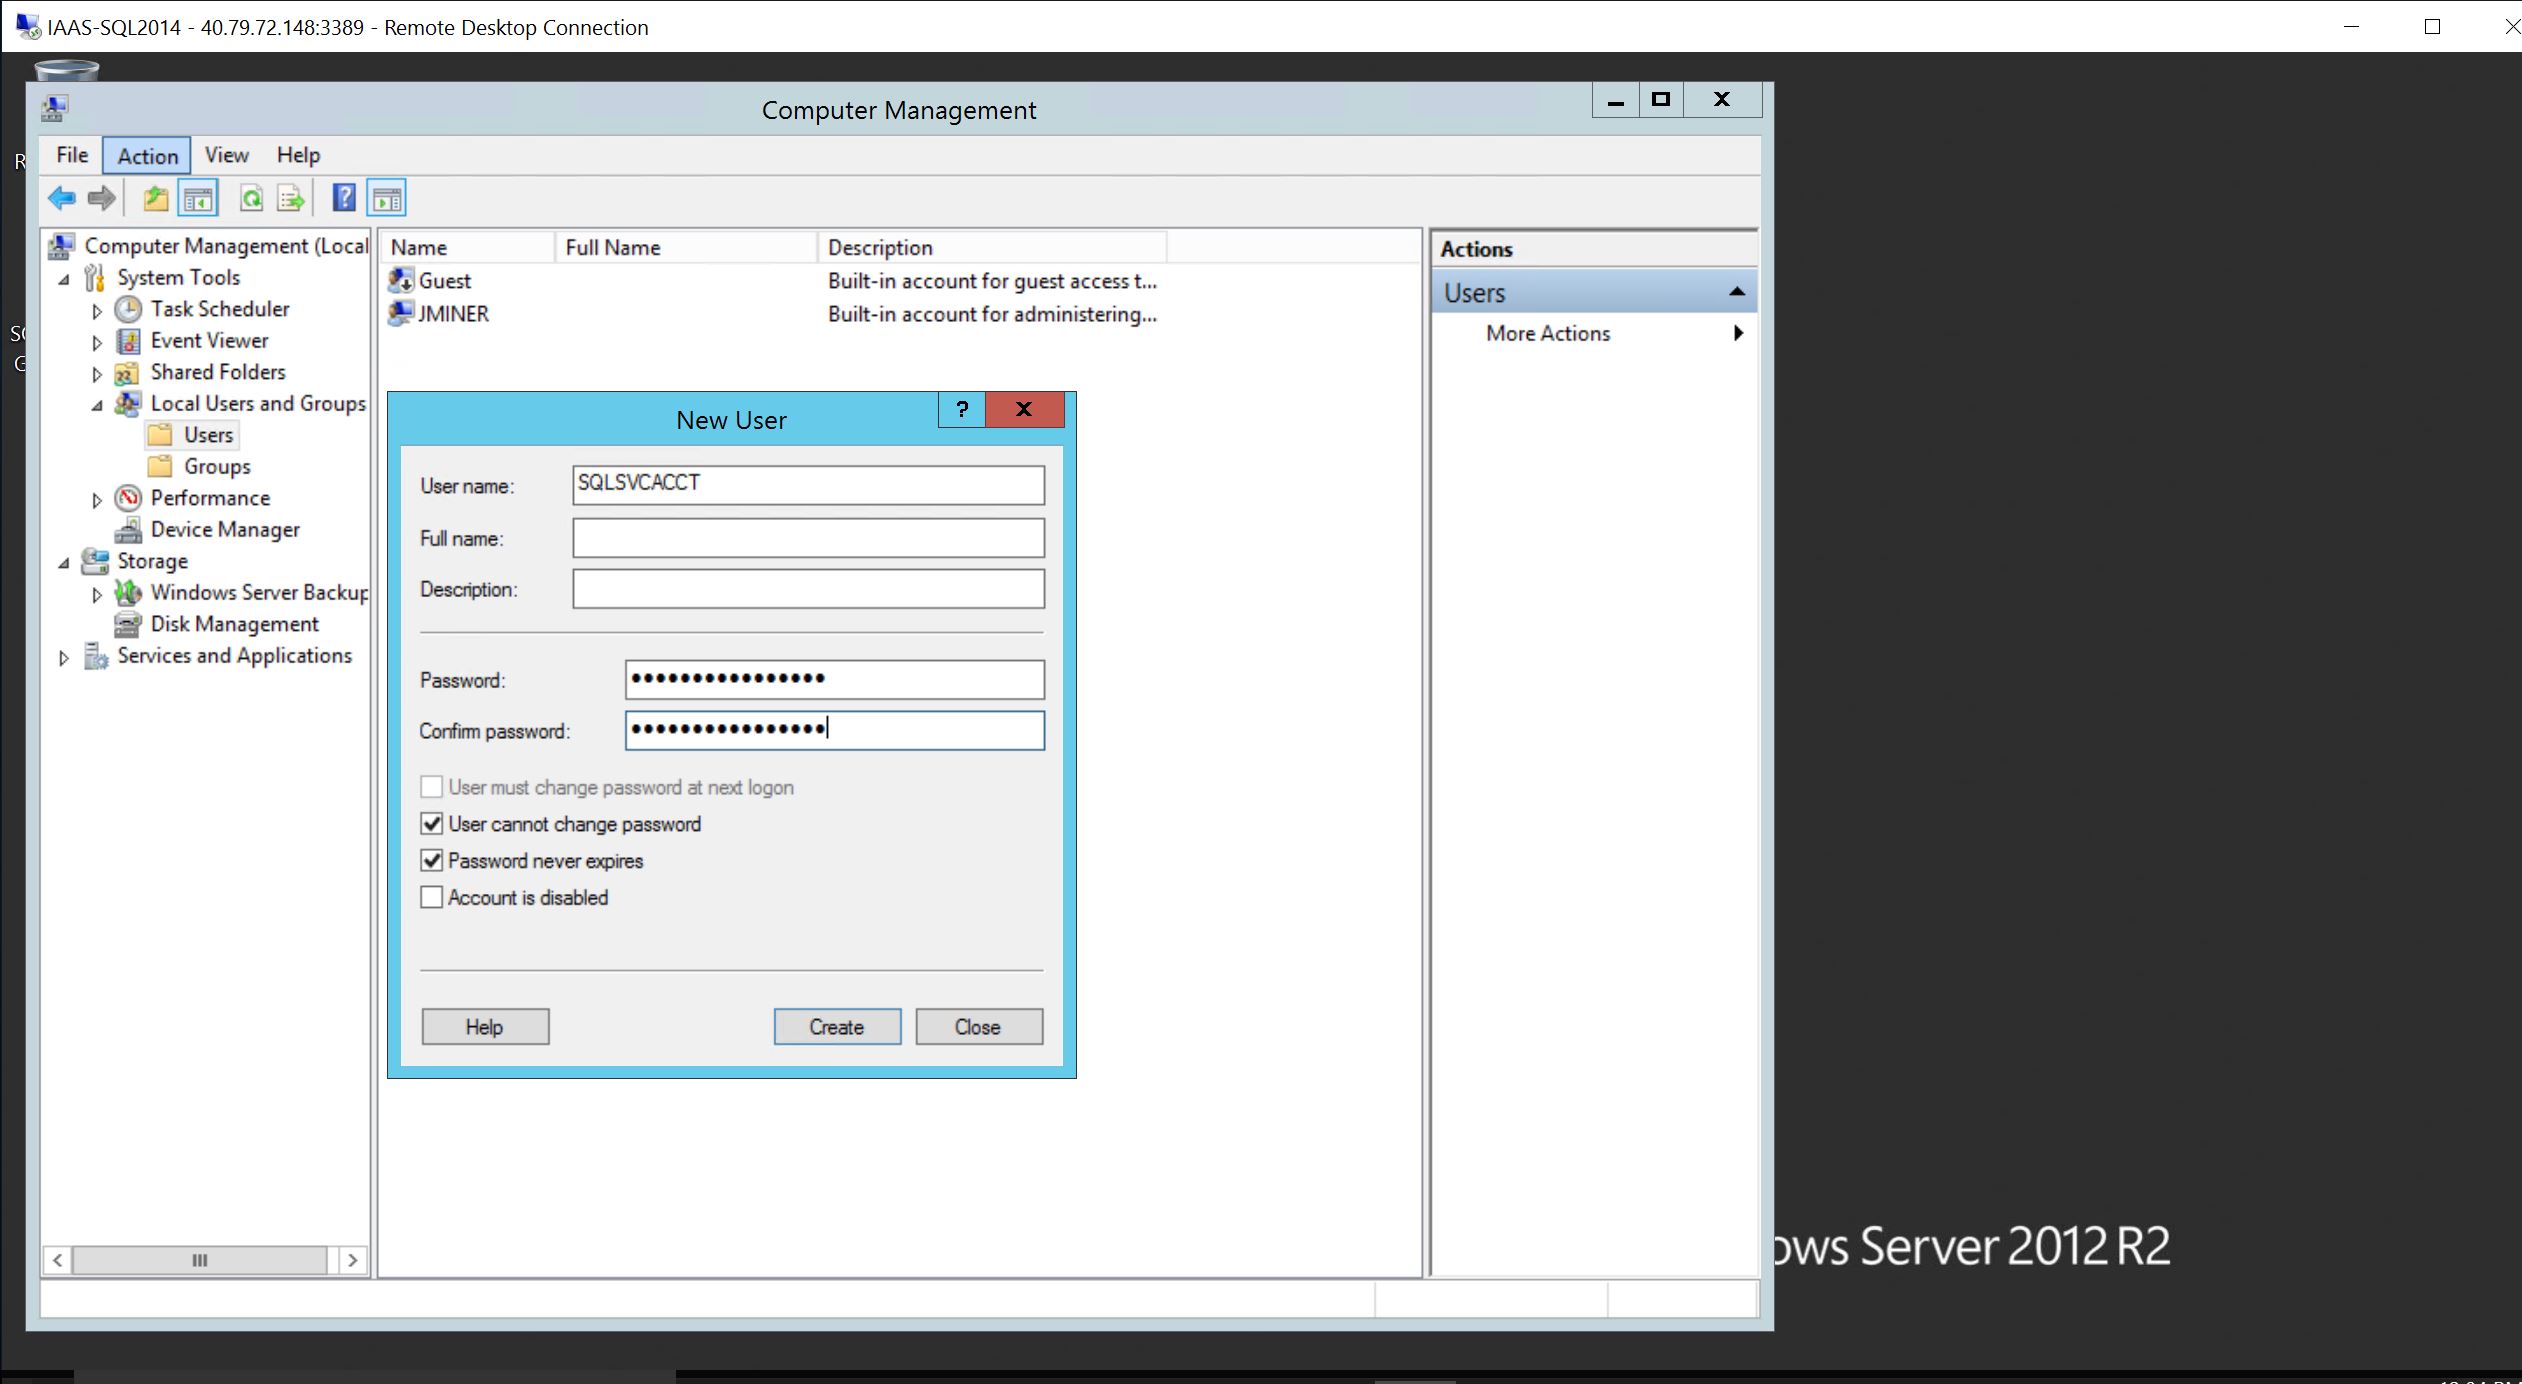 IAAS-SQL2014 - 40.79.72.148:3389 - Remote Desktop Connection
Computer Management
File Action View Help
Computer Management (Local
System Tools
Task Scheduler
Event Viewer
Shared Folders
Local Users and Groups
Users
Groups
Performance
Device Manager
Storage
Windows Server Backup
Disk Management
Services and Applications
Name Full Name Description
Guest Built-in account for guest access t...
JMINER Built-in account for administering...
Actions
Users
More Actions
New User
User name: SQLSVCACCT
Full name:
Description:
Password: ●●●●●●●●●●●●●●●●
Confirm password: ●●●●●●●●●●●●●●●●
User must change password at next logon
User cannot change password
Password never expires
Account is disabled
Help Create Close
ows Server 2012 R2